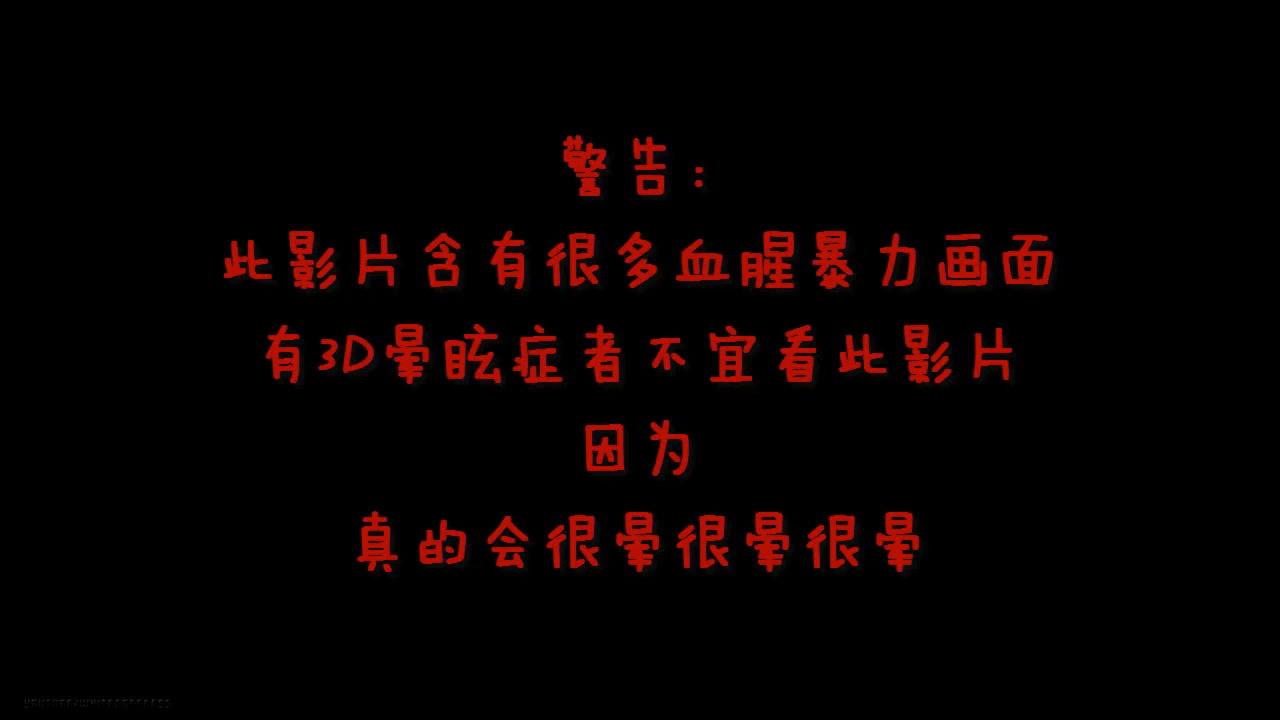 警告：
此影片含有很多血腥暴力画面
有3D晕眩症者不宜看此影片
因为
真的会很晕很晕很晕